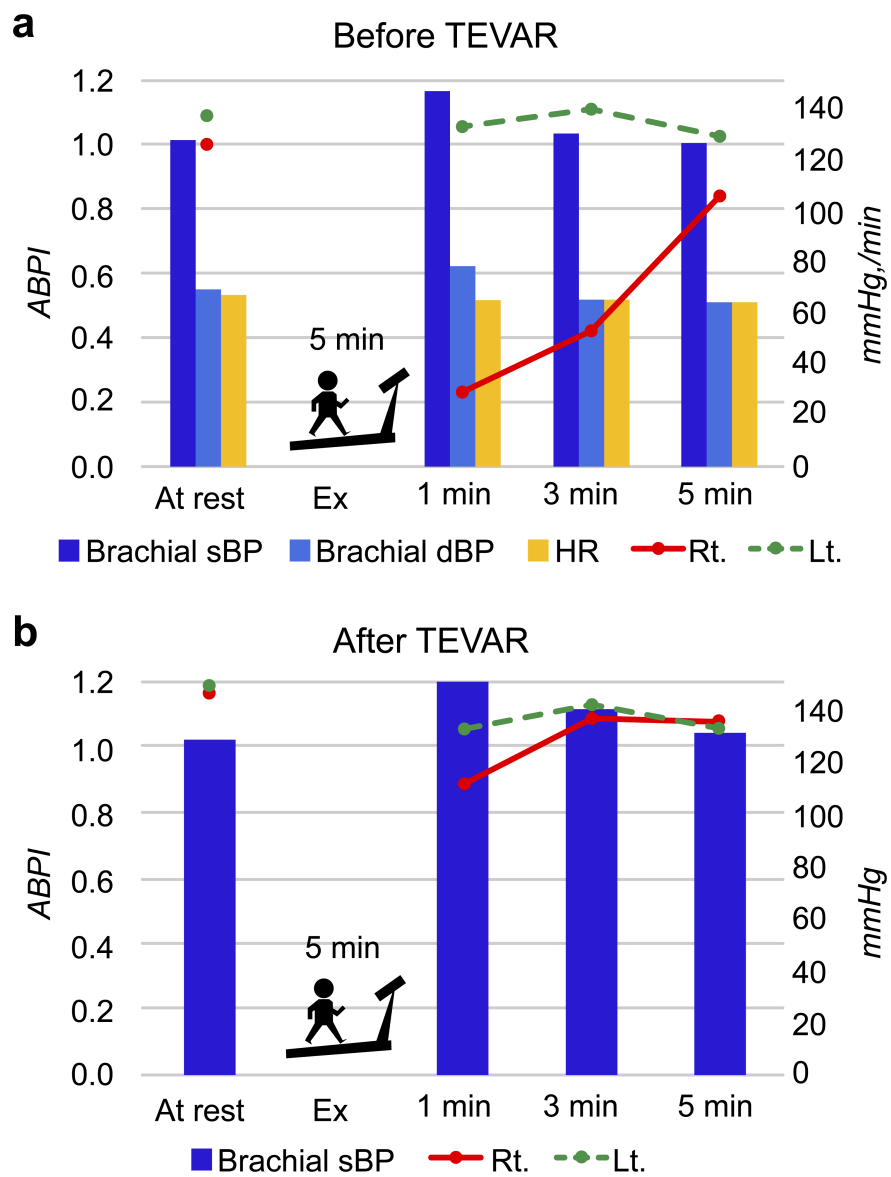 a
Before TEVAR
1.2
1.0
0.8
0.6
0.4
0.2
0.0
ABPI
140
120
100
80
60
40
20
0
mmHg,/min
5 min
At rest Ex 1 min 3 min 5 min
Brachial sBP Brachial dBP HR Rt. Lt.
b
After TEVAR
1.2
1.0
0.8
0.6
0.4
0.2
0.0
ABPI
140
120
100
80
60
40
20
0
mmHg
5 min
At rest Ex 1 min 3 min 5 min
Brachial sBP Rt. Lt.